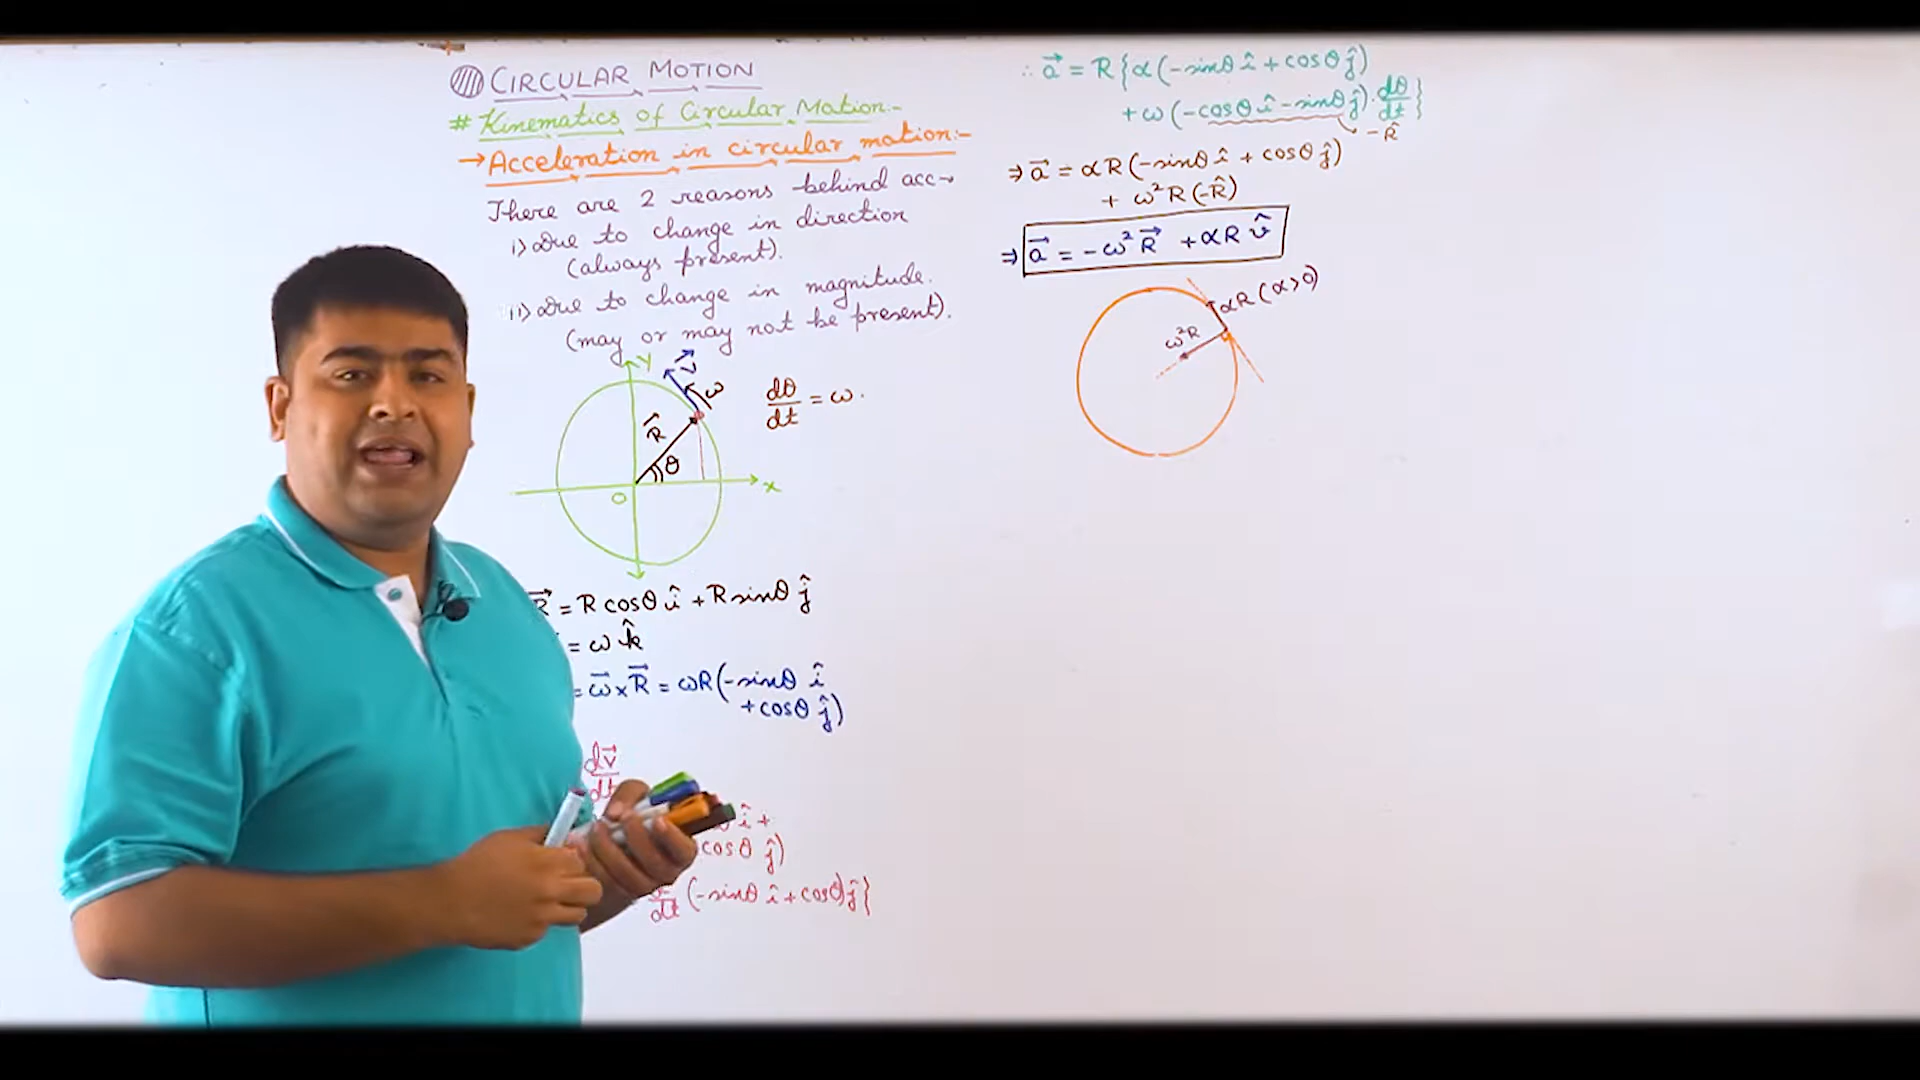 CIRCULAR MOTION
# Kinematics of Circular Motion:-
→ Acceleration in circular motion:-
There are 2 reasons behind acc→
i) Due to change in direction
(always present).
ii) Due to change in magnitude.
(may or may not be present).
y
v⃗
ω
R⃗
θ
O
x
dθ/dt = ω.
R⃗ = R cosθ î + R sinθ ĵ
= ω k̂
= ω⃗ × R⃗ = ωR(-sinθ î
+ cosθ ĵ)
dv⃗/dt
î +
cosθ ĵ)
dt (-sinθ î + cosθ) ĵ}
∴ a⃗ = R{α(-sinθ î + cosθ ĵ)
+ ω(-cosθ î - sinθ ĵ)·dθ/dt}
-R̂
⇒ a⃗ = αR(-sinθ î + cosθ ĵ)
+ ω²R(-R̂)
⇒ a⃗ = -ω²R⃗ + αR v̂
αR (α>0)
ω²R